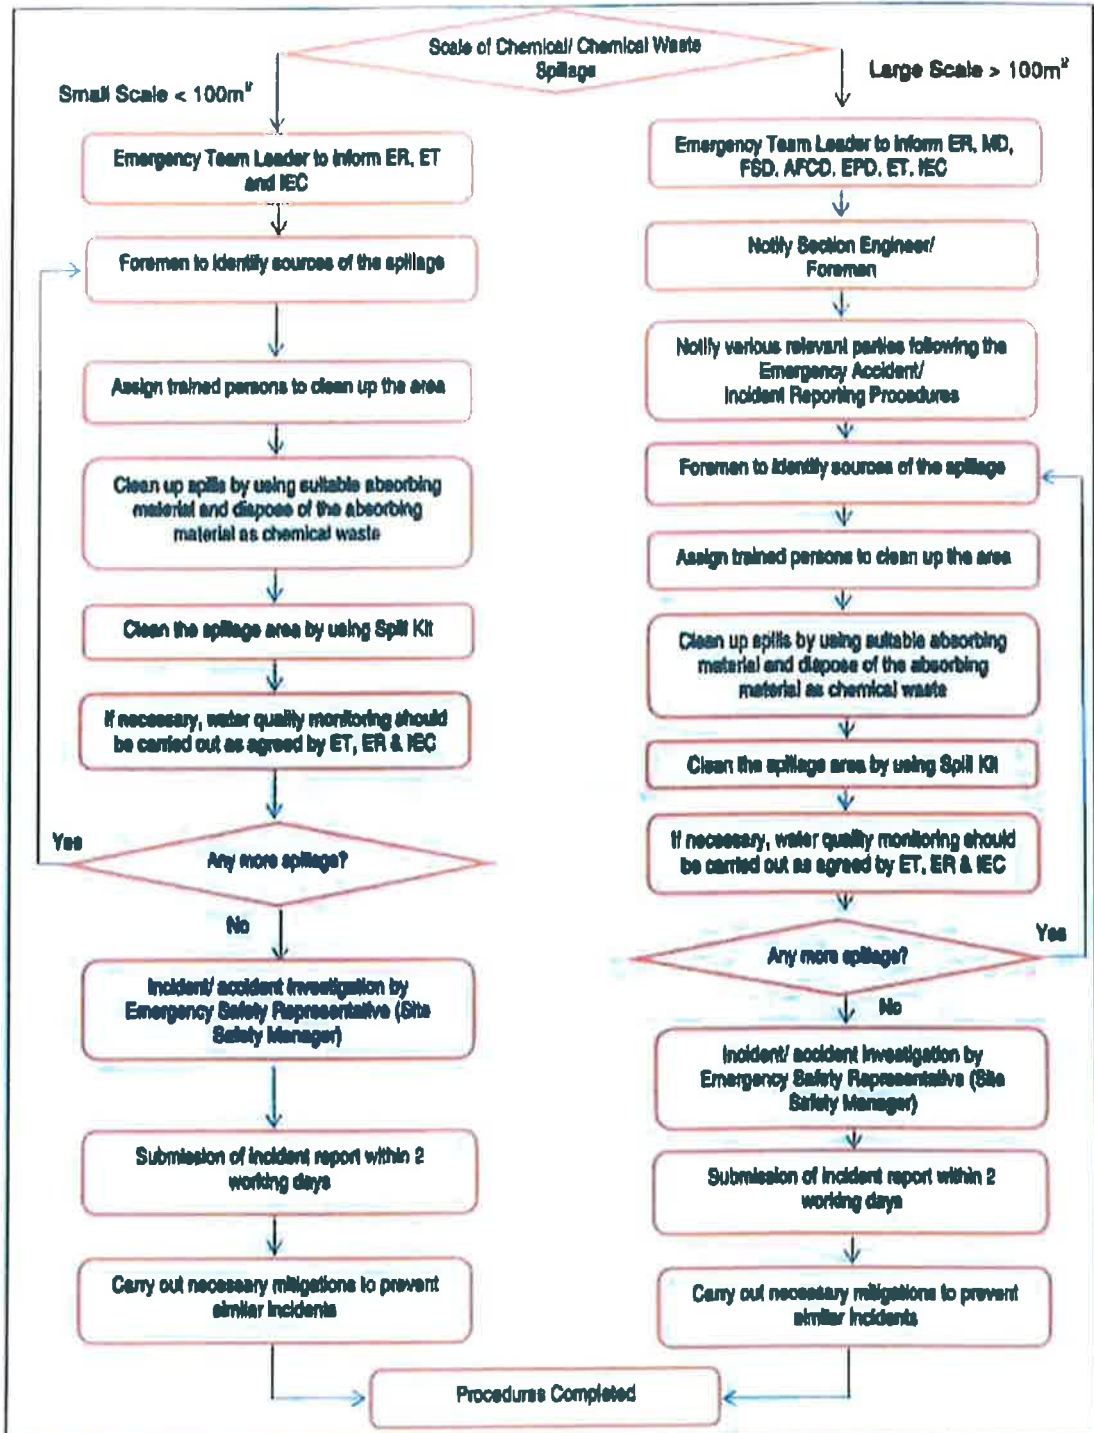 Scale of Chemical/ Chemical Waste
Spillage
Small Scale < 100m²
Large Scale > 100m²
Emergency Team Leader to inform ER, ET
and IEC
Foremen to identify sources of the spillage
Assign trained persons to clean up the area
Clean up spills by using suitable absorbing
material and dispose of the absorbing
material as chemical waste
Clean the spillage area by using Spill Kit
If necessary, water quality monitoring should
be carried out as agreed by ET, ER & IEC
Yes
Any more spillage?
No
Incident/ accident investigation by
Emergency Safety Representative (Site
Safety Manager)
Submission of incident report within 2
working days
Carry out necessary mitigations to prevent
similar incidents
Emergency Team Leader to inform ER, MD,
FSD, AFCD, EPD, ET, IEC
Notify Section Engineer/
Foreman
Notify various relevant parties following the
Emergency Accident/
Incident Reporting Procedures
Foremen to identify sources of the spillage
Assign trained persons to clean up the area
Clean up spills by using suitable absorbing
material and dispose of the absorbing
material as chemical waste
Clean the spillage area by using Spill Kit
If necessary, water quality monitoring should
be carried out as agreed by ET, ER & IEC
Yes
Any more spillage?
No
Incident/ accident investigation by
Emergency Safety Representative (Site
Safety Manager)
Submission of incident report within 2
working days
Carry out necessary mitigations to prevent
similar incidents
Procedures Completed